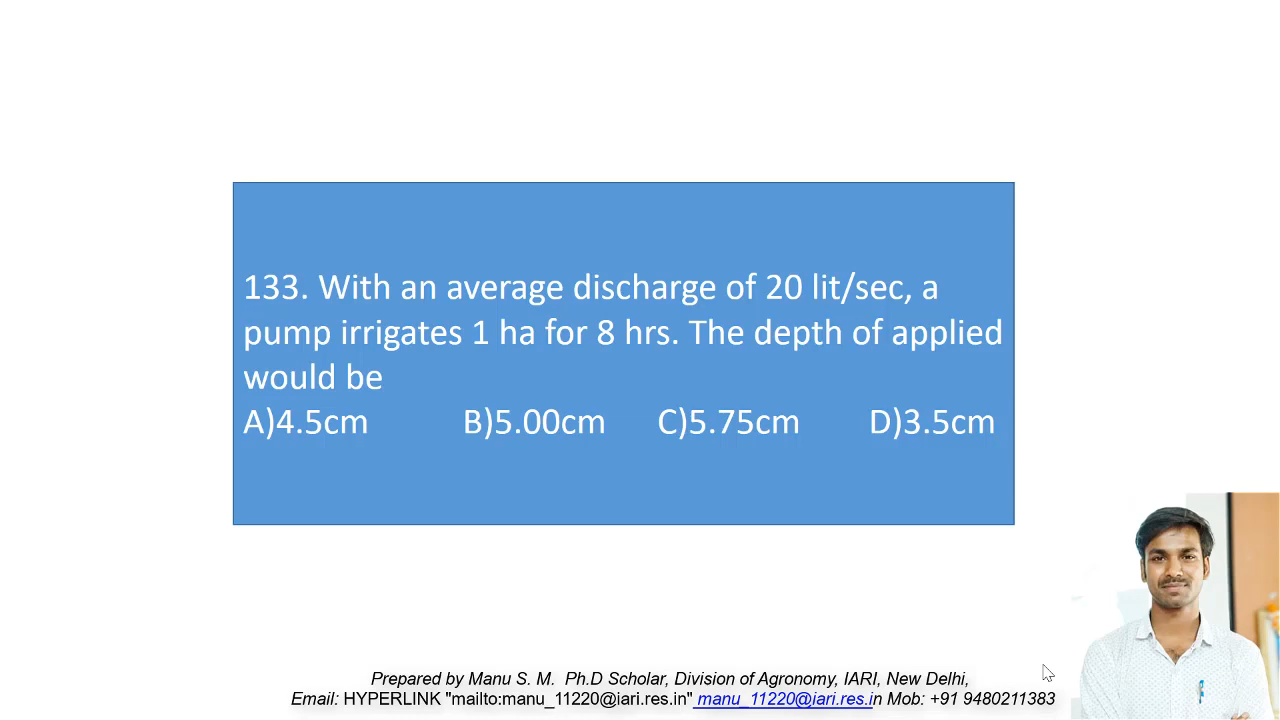 133. With an average discharge of 20 lit/sec, a
pump irrigates 1 ha for 8 hrs. The depth of applied
would be
A)4.5cm B)5.00cm C)5.75cm D)3.5cm
Prepared by Manu S. M. Ph.D Scholar, Division of Agronomy, IARI, New Delhi,
Email: HYPERLINK "mailto:manu_11220@iari.res.in" manu_11220@iari.res.in Mob: +91 9480211383